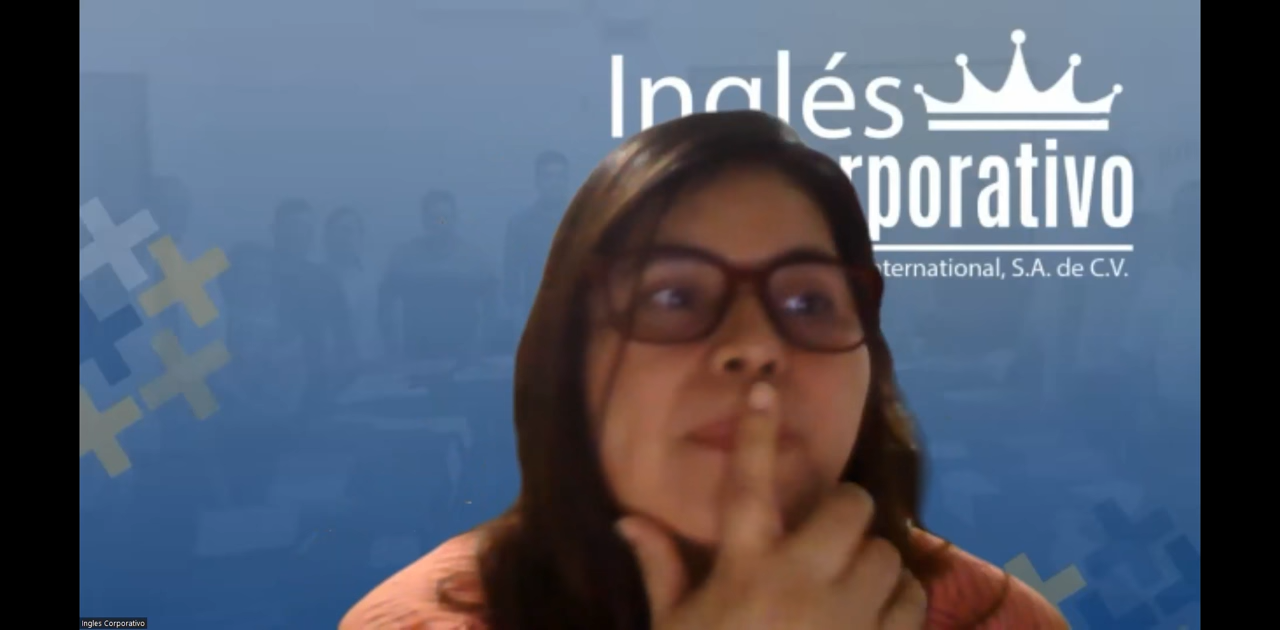 Inglés
rporativo
nternational, S.A. de C.V.
Ingles Corporativo